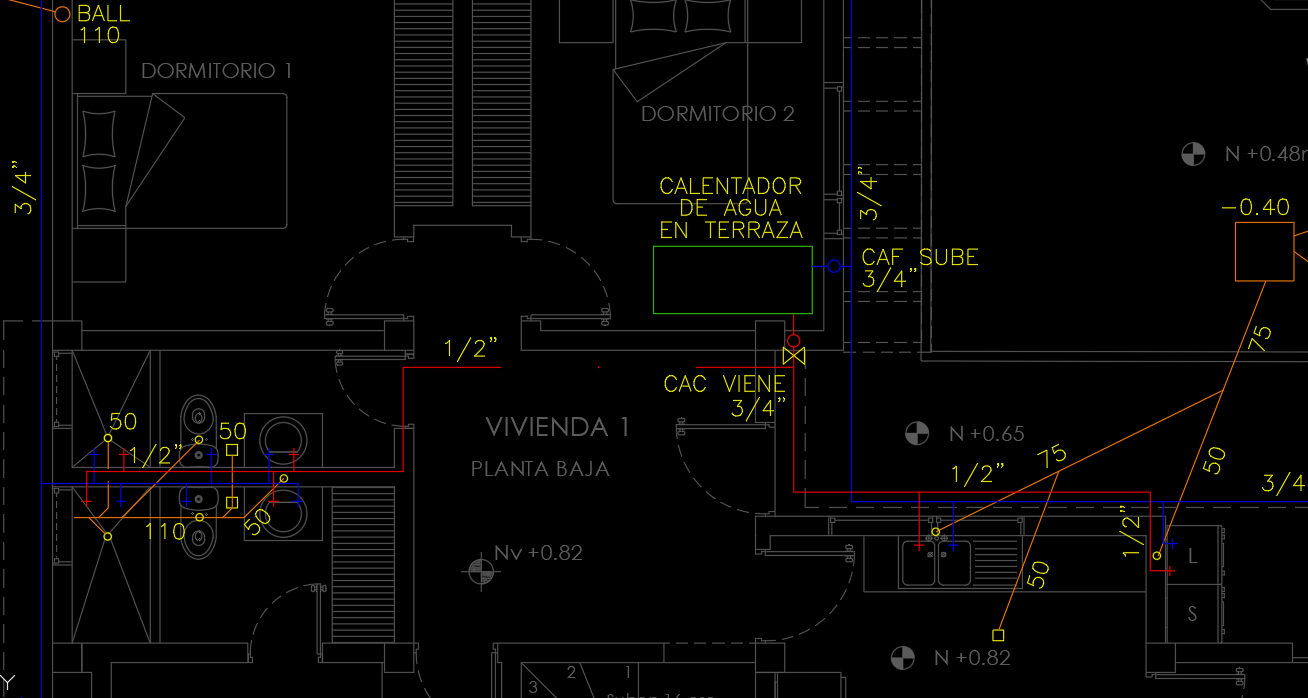 BALL
110
DORMITORIO 1
DORMITORIO 2
3/4"
3/4"
N +0.48
CALENTADOR
DE AGUA
EN TERRAZA
-0.40
CAF SUBE
3/4"
75
1/2"
CAC VIENE
3/4"
50
50
1/2"
VIVIENDA 1
PLANTA BAJA
N +0.65
75
50
1/2"
3/4
110
50
1/2"
Nv +0.82
L
50
S
N +0.82
1
2
3
Y